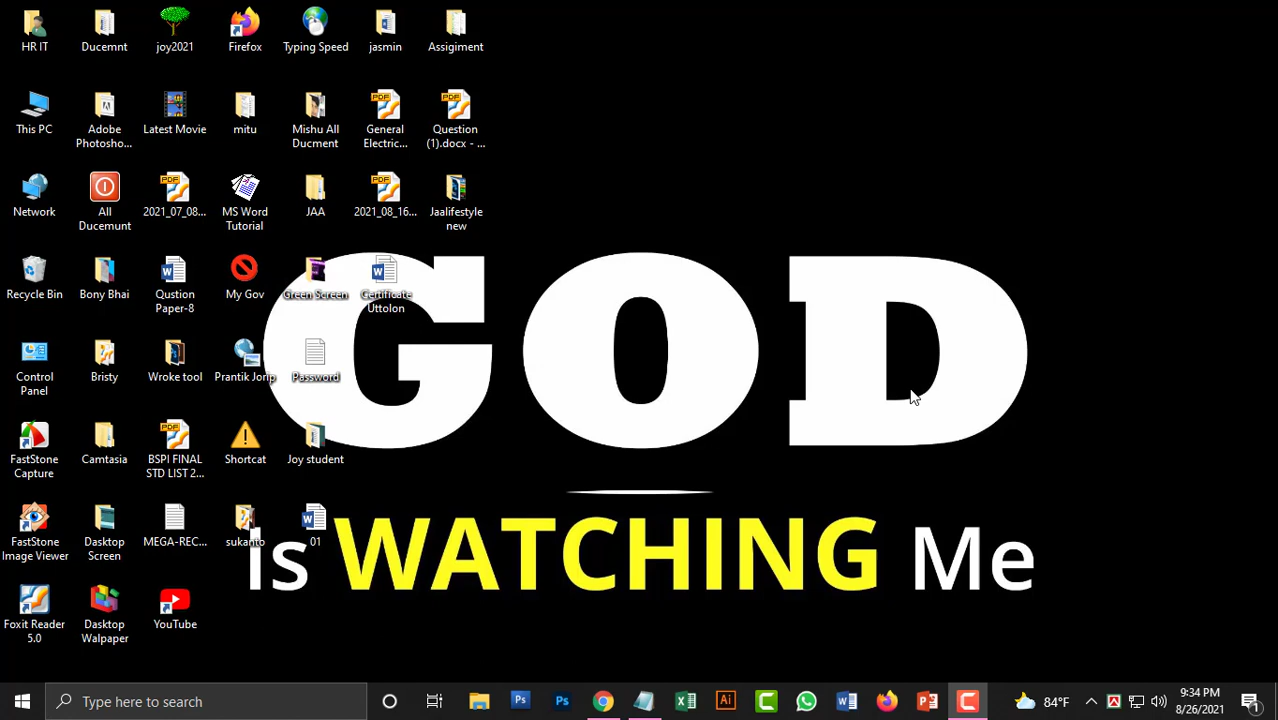 HR IT
Ducemnt
joy2021
Firefox
Typing Speed
jasmin
Assigiment
This PC
Adobe
Photosho...
Latest Movie
mitu
Mishu All
Ducment
General
Electric...
Question
(1).docx - ...
Network
All
Ducemunt
2021_07_08...
MS Word
Tutorial
JAA
2021_08_16...
Jaalifestyle
new
Recycle Bin
Bony Bhai
Qustion
Paper-8
My Gov
Green Screen
Certificate
Uttolon
Control
Panel
Bristy
Wroke tool
Prantik Jorip
Password
FastStone
Capture
Camtasia
BSPI FINAL
STD LIST 2...
Shortcat
Joy student
FastStone
Image Viewer
Desktop
Screen
MEGA-REC...
sukanto
01
Foxit Reader
5.0
Desktop
Walpaper
YouTube
GOD
is WATCHING Me
Type here to search
84°F
9:34 PM
8/26/2021